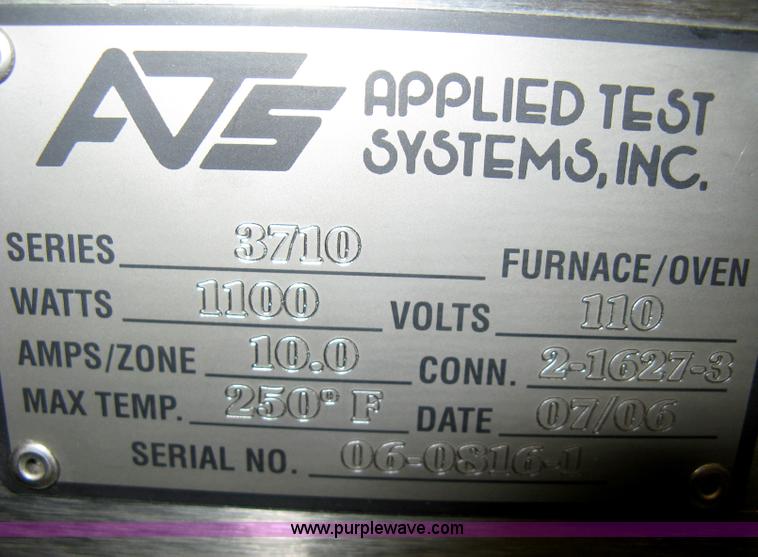 ATS APPLIED TEST
SYSTEMS, INC.
SERIES 3710 FURNACE/OVEN
WATTS 1100 VOLTS 110
AMPS/ZONE 10.0 CONN. 2-1627-3
MAX TEMP. 250° F DATE 07/06
SERIAL NO. 06-0816-1
www.purplewave.com